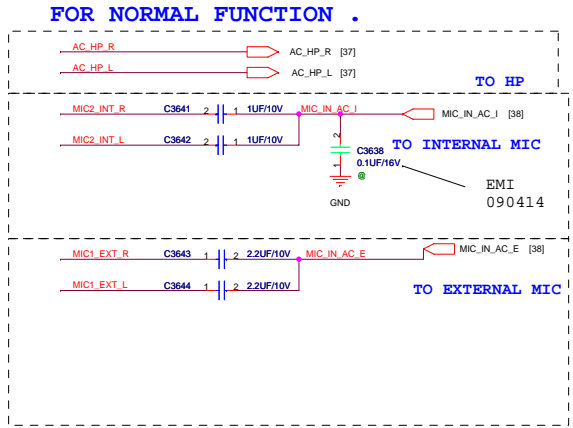 FOR NORMAL FUNCTION .
AC_HP_R AC_HP_R [37]
AC_HP_L AC_HP_L [37]
TO HP
MIC2_INT_R C3641 2 1 1UF/10V MIC_IN_AC_I MIC_IN_AC_I [38]
MIC2_INT_L C3642 2 1 1UF/10V 2 TO INTERNAL MIC
C3638
1 0.1UF/16V
@
EMI
GND 090414
MIC1_EXT_R C3643 1 2 2.2UF/10V MIC_IN_AC_E MIC_IN_AC_E [38]
MIC1_EXT_L C3644 1 2 2.2UF/10V TO EXTERNAL MIC